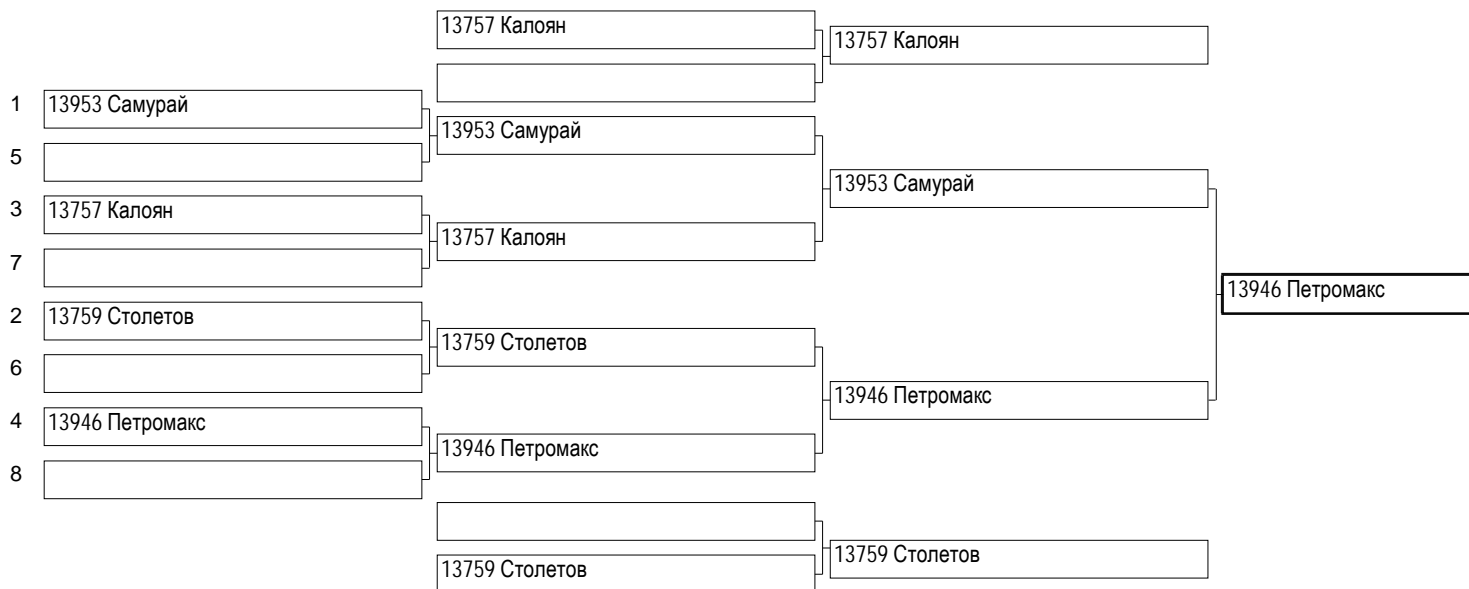 13757 Калоян
13757 Калоян
1 13953 Самурай
13953 Самурай
5
13953 Самурай
3 13757 Калоян
13757 Калоян
7
13946 Петромакс
2 13759 Столетов
13759 Столетов
6
13946 Петромакс
4 13946 Петромакс
13946 Петромакс
8
13759 Столетов
13759 Столетов